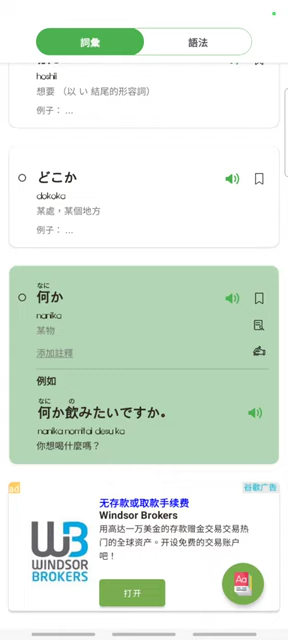 詞彙
語法
hoshii
想要 （以 い 結尾的形容詞）
例子： ...
どこか
dokoka
某處，某個地方
例子： ...
なに
何か
nanika
某物
添加註釋
例如
なに の
何か飲みたいですか。
nanika nomitai desu ka
你想喝什麼嗎？
ad
谷歌广告
无存款或取款手续费
Windsor Brokers
用高达一万美金的存款赠金交易交易热
门的全球资产。开设免费的交易账户
吧！
WB
WINDSOR
BROKERS
打开